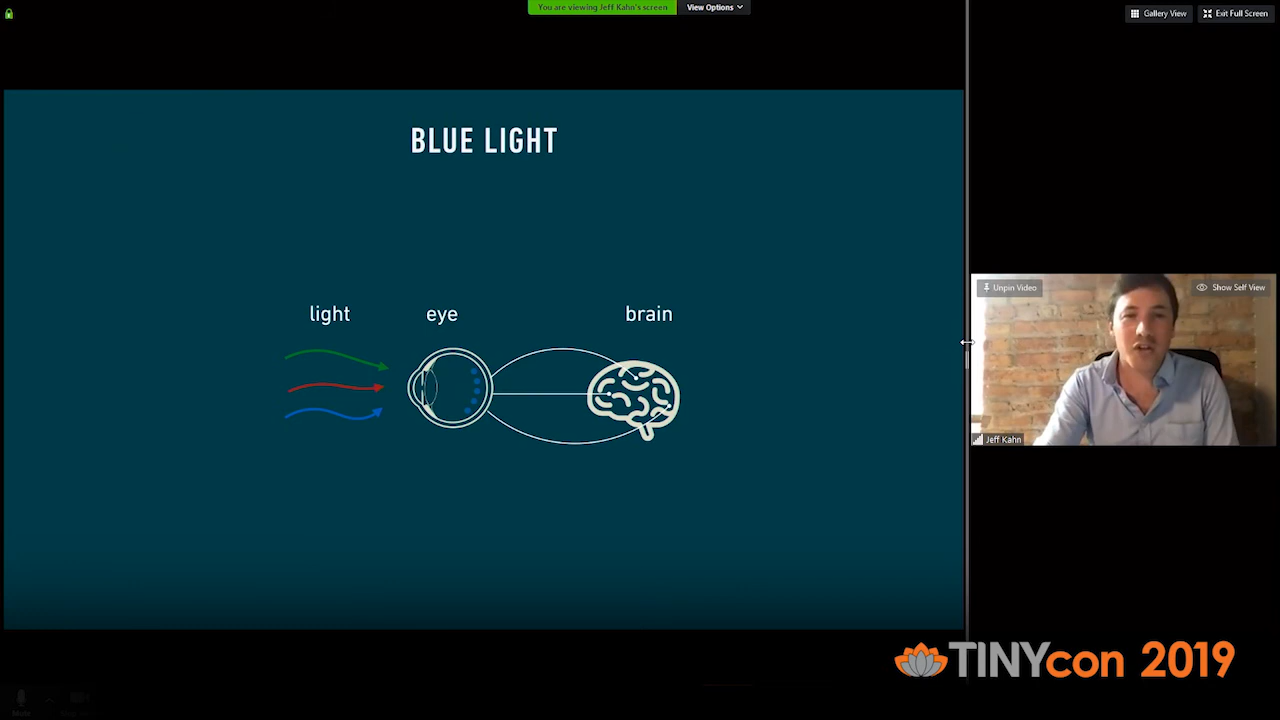 You are viewing Jeff Kahn's screen
View Options
Gallery View
Exit Full Screen
BLUE LIGHT
light
eye
brain
Unpin Video
Show Self View
Jeff Kahn
TINYcon 2019